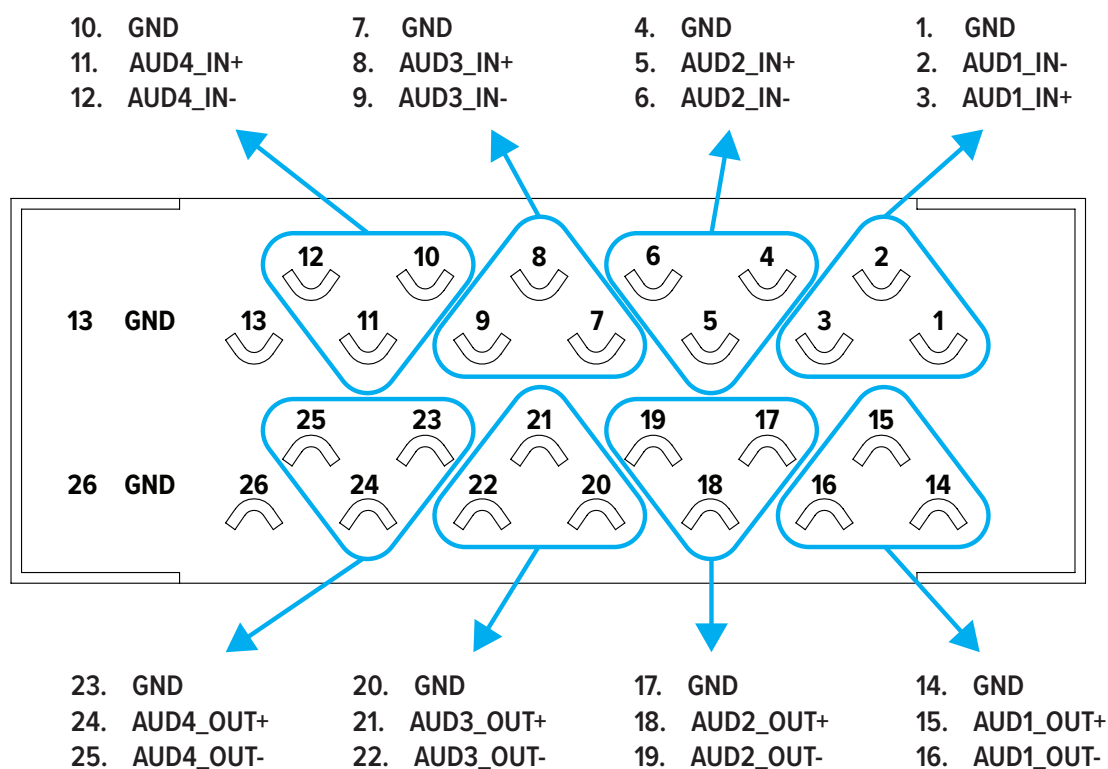 10. GND 7. GND 4. GND 1. GND
11. AUD4_IN+ 8. AUD3_IN+ 5. AUD2_IN+ 2. AUD1_IN-
12. AUD4_IN- 9. AUD3_IN- 6. AUD2_IN- 3. AUD1_IN+
12 10 8 6 4 2
13 GND 13 11 9 7 5 3 1
25 23 21 19 17 15
26 GND 26 24 22 20 18 16 14
23. GND 20. GND 17. GND 14. GND
24. AUD4_OUT+ 21. AUD3_OUT+ 18. AUD2_OUT+ 15. AUD1_OUT+
25. AUD4_OUT- 22. AUD3_OUT- 19. AUD2_OUT- 16. AUD1_OUT-